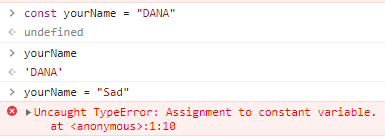 > const yourName = "DANA"
< undefined
> yourName
< 'DANA'
> yourName = "Sad"
▶Uncaught TypeError: Assignment to constant variable.
at <anonymous>:1:10